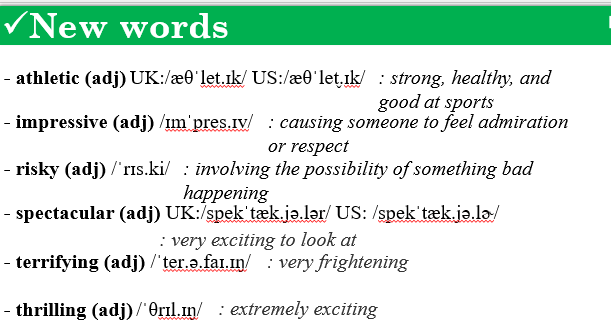 ✓New words
- athletic (adj) UK:/æθˈlet.ɪk/ US:/æθˈlet̬.ɪk/ : strong, healthy, and
good at sports
- impressive (adj) /ɪmˈpres.ɪv/ : causing someone to feel admiration
or respect
- risky (adj) /ˈrɪs.ki/ : involving the possibility of something bad
happening
- spectacular (adj) UK:/spekˈtæk.jə.lər/ US: /spekˈtæk.jə.lɚ/
: very exciting to look at
- terrifying (adj) /ˈter.ə.faɪ.ɪŋ/ : very frightening
- thrilling (adj) /ˈθrɪl.ɪŋ/ : extremely exciting